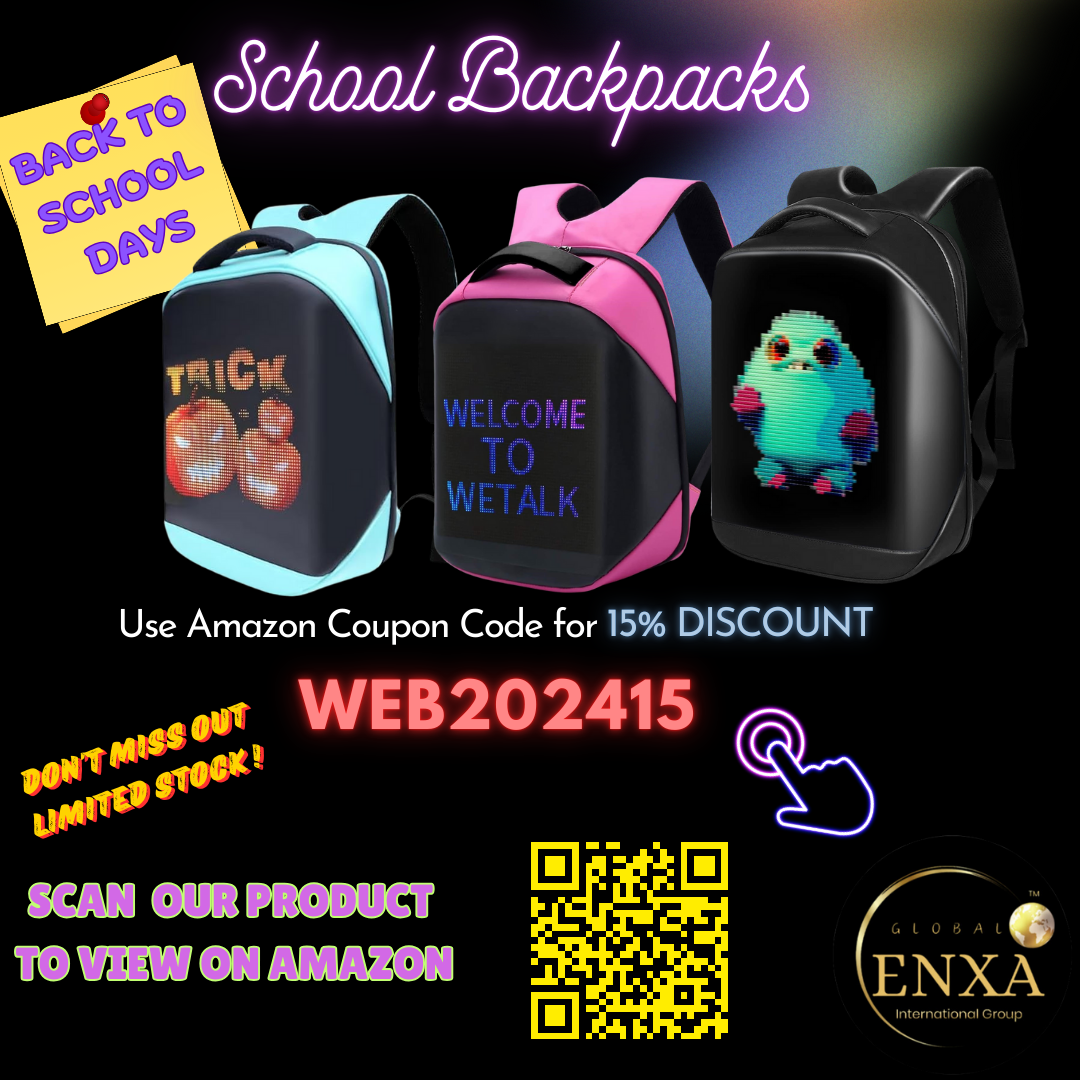 School Backpacks
BACK TO
SCHOOL
DAYS
TRICK
WELCOME
TO
WETALK
Use Amazon Coupon Code for 15% DISCOUNT
WEB202415
DON'T MISS OUT
LIMITED STOCK!
SCAN OUR PRODUCT
TO VIEW ON AMAZON
GLOBAL
TM
ENXA
International Group